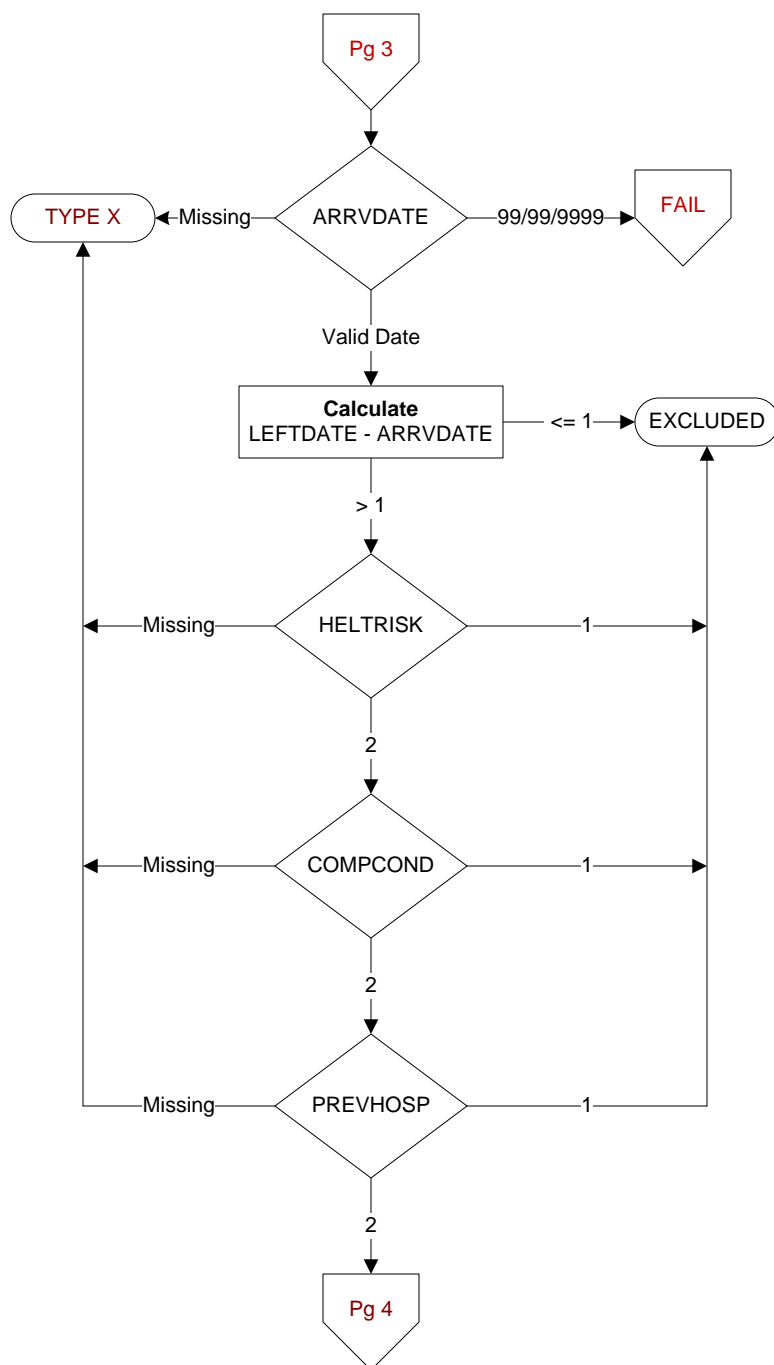 Pg 3
TYPE X
Missing
ARRVDATE
99/99/9999
FAIL
Valid Date
Calculate
LEFTDATE - ARRVDATE
<= 1
EXCLUDED
> 1
Missing
HELTRISK
1
2
Missing
COMPCOND
1
2
Missing
PREVHOSP
1
2
Pg 4